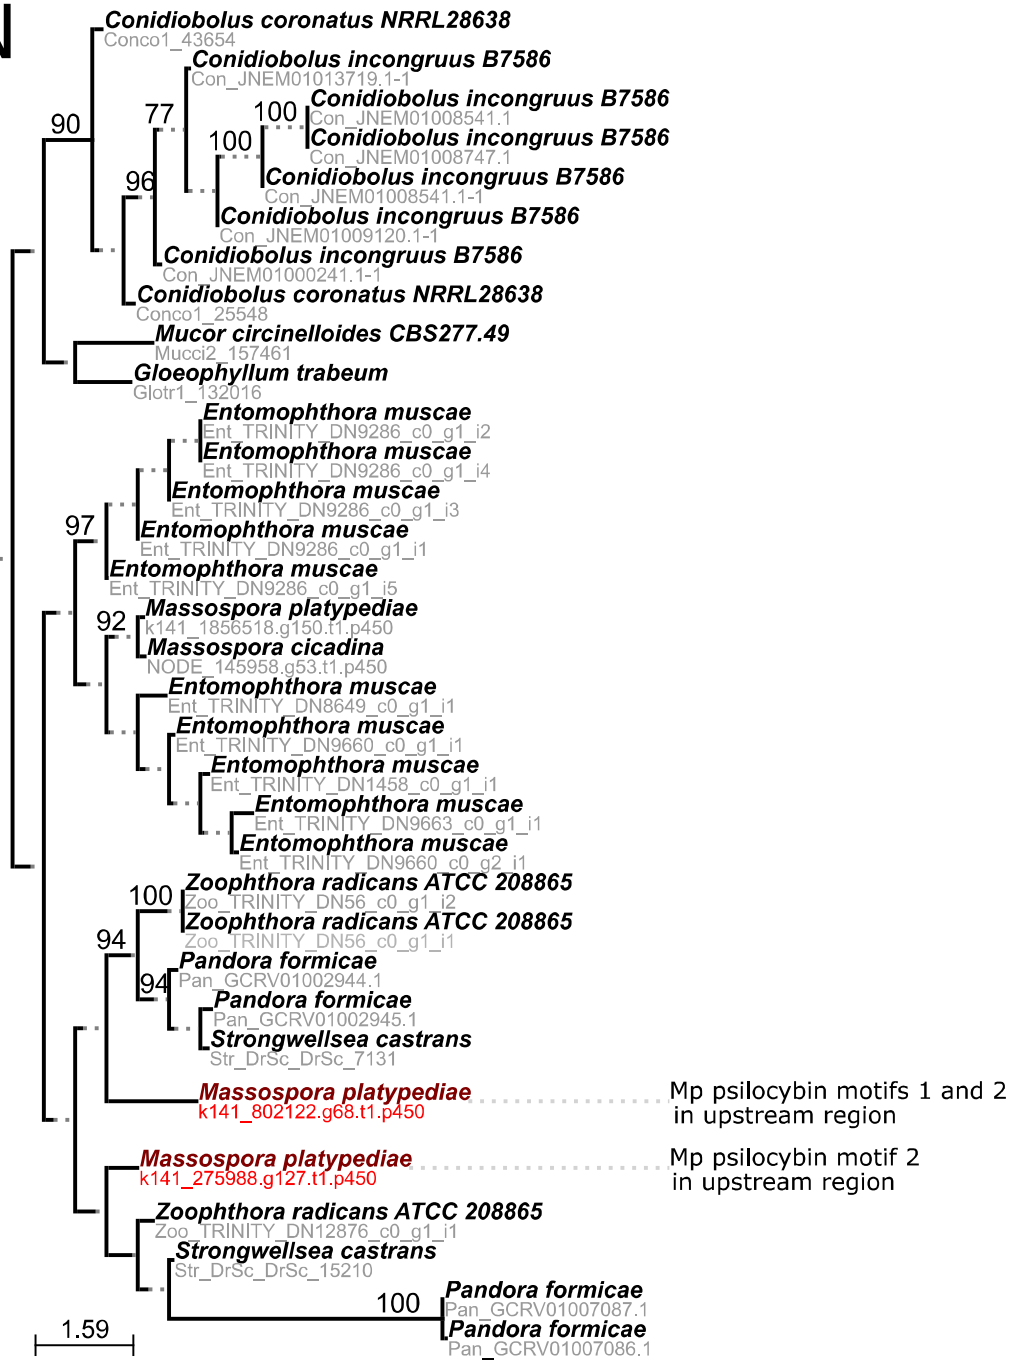 Conidiobolus coronatus NRRL28638
Conco1_43654
Conidiobolus incongruus B7586
Con_JNEM01013719.1-1
77
100
Conidiobolus incongruus B7586
Con_JNEM01008541.1
90
100
Conidiobolus incongruus B7586
Con_JNEM01008747.1
96
Conidiobolus incongruus B7586
Con_JNEM01008541.1-1
Conidiobolus incongruus B7586
Con_JNEM01009120.1-1
Conidiobolus incongruus B7586
Con_JNEM01000241.1-1
Conidiobolus coronatus NRRL28638
Conco1_25548
Mucor circinelloides CBS277.49
Mucci2_157461
Gloeophyllum trabeum
Glotr1_132016
Entomophthora muscae
Ent_TRINITY_DN9286_c0_g1_i2
Entomophthora muscae
Ent_TRINITY_DN9286_c0_g1_i4
Entomophthora muscae
Ent_TRINITY_DN9286_c0_g1_i3
97
Entomophthora muscae
Ent_TRINITY_DN9286_c0_g1_i1
Entomophthora muscae
Ent_TRINITY_DN9286_c0_g1_i5
92
Massospora platypediae
k141_1856518.g150.t1.p450
Massospora cicadina
NODE_145958.g53.t1.p450
Entomophthora muscae
Ent_TRINITY_DN8649_c0_g1_i1
Entomophthora muscae
Ent_TRINITY_DN9660_c0_g1_i1
Entomophthora muscae
Ent_TRINITY_DN1458_c0_g1_i1
Entomophthora muscae
Ent_TRINITY_DN9663_c0_g1_i1
Entomophthora muscae
Ent_TRINITY_DN9660_c0_g2_i1
100
Zoophthora radicans ATCC 208865
Zoo_TRINITY_DN56_c0_g1_i2
Zoophthora radicans ATCC 208865
Zoo_TRINITY_DN56_c0_g1_i1
94
Pandora formicae
Pan_GCRV01002944.1
94
Pandora formicae
Pan_GCRV01002945.1
Strongwellsea castrans
Str_DrSc_DrSc_7131
Massospora platypediae
k141_802122.g68.t1.p450
Mp psilocybin motifs 1 and 2
in upstream region
Massospora platypediae
k141_275988.g127.t1.p450
Mp psilocybin motif 2
in upstream region
Zoophthora radicans ATCC 208865
Zoo_TRINITY_DN12876_c0_g1_i1
Strongwellsea castrans
Str_DrSc_DrSc_15210
100
Pandora formicae
Pan_GCRV01007087.1
Pandora formicae
Pan_GCRV01007086.1
1.59